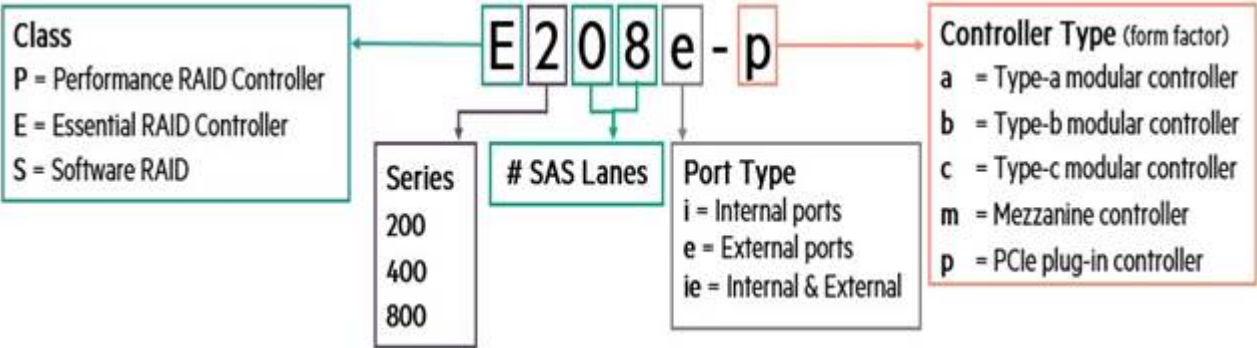 E208e-p
Class
P = Performance RAID Controller
E = Essential RAID Controller
S = Software RAID
Series
200
400
800
# SAS Lanes
Port Type
i = Internal ports
e = External ports
ie = Internal & External
Controller Type (form factor)
a = Type-a modular controller
b = Type-b modular controller
c = Type-c modular controller
m = Mezzanine controller
p = PCIe plug-in controller